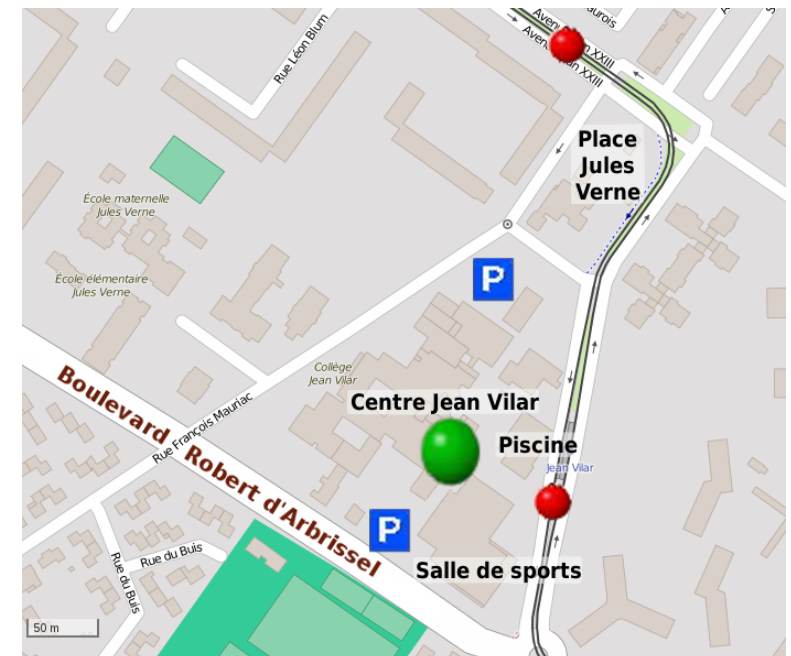 Avenue
XXIII
Avenue Jean XXIII
Rue Léon Blum
Place
Jules
Verne
École maternelle
Jules Verne
École élémentaire
Jules Verne
P
Collège
Jean Vilar
Centre Jean Vilar
Boulevard Robert d'Arbrissel
Rue François Mauriac
Piscine
Jean Vilar
P
Salle de sports
Rue du Buis
Rue du Buis
50 m